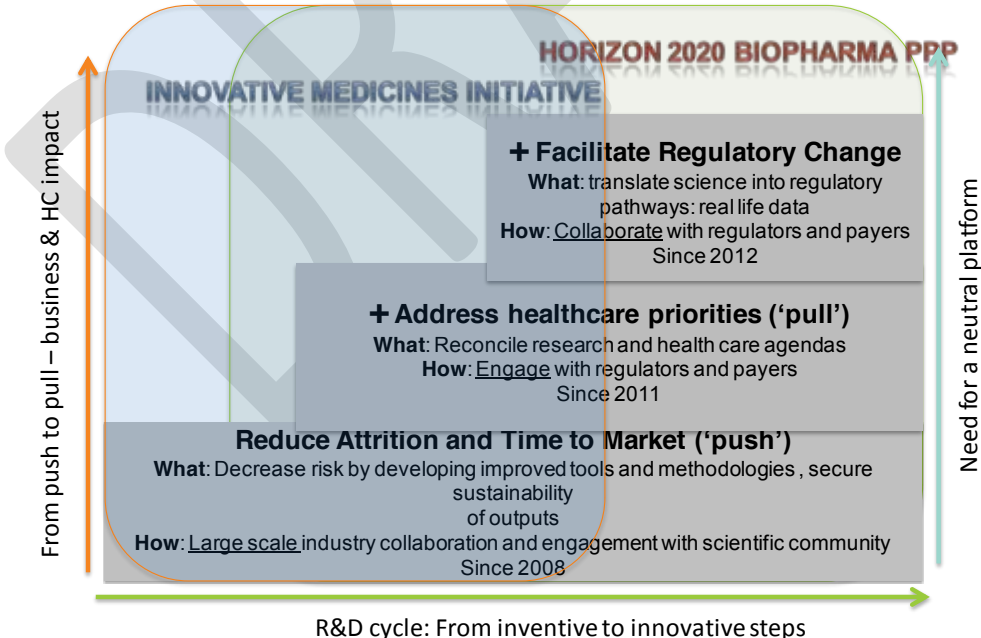 HORIZON 2020 BIOPHARMA PPP
INNOVATIVE MEDICINES INITIATIVE
+ Facilitate Regulatory Change
What: translate science into regulatory
pathways: real life data
How: Collaborate with regulators and payers
Since 2012
+ Address healthcare priorities (‘pull’)
What: Reconcile research and health care agendas
How: Engage with regulators and payers
Since 2011
Reduce Attrition and Time to Market (‘push’)
What: Decrease risk by developing improved tools and methodologies , secure
sustainability
of outputs
How: Large scale industry collaboration and engagement with scientific community
Since 2008
From push to pull – business & HC impact
Need for a neutral platform
R&D cycle: From inventive to innovative steps